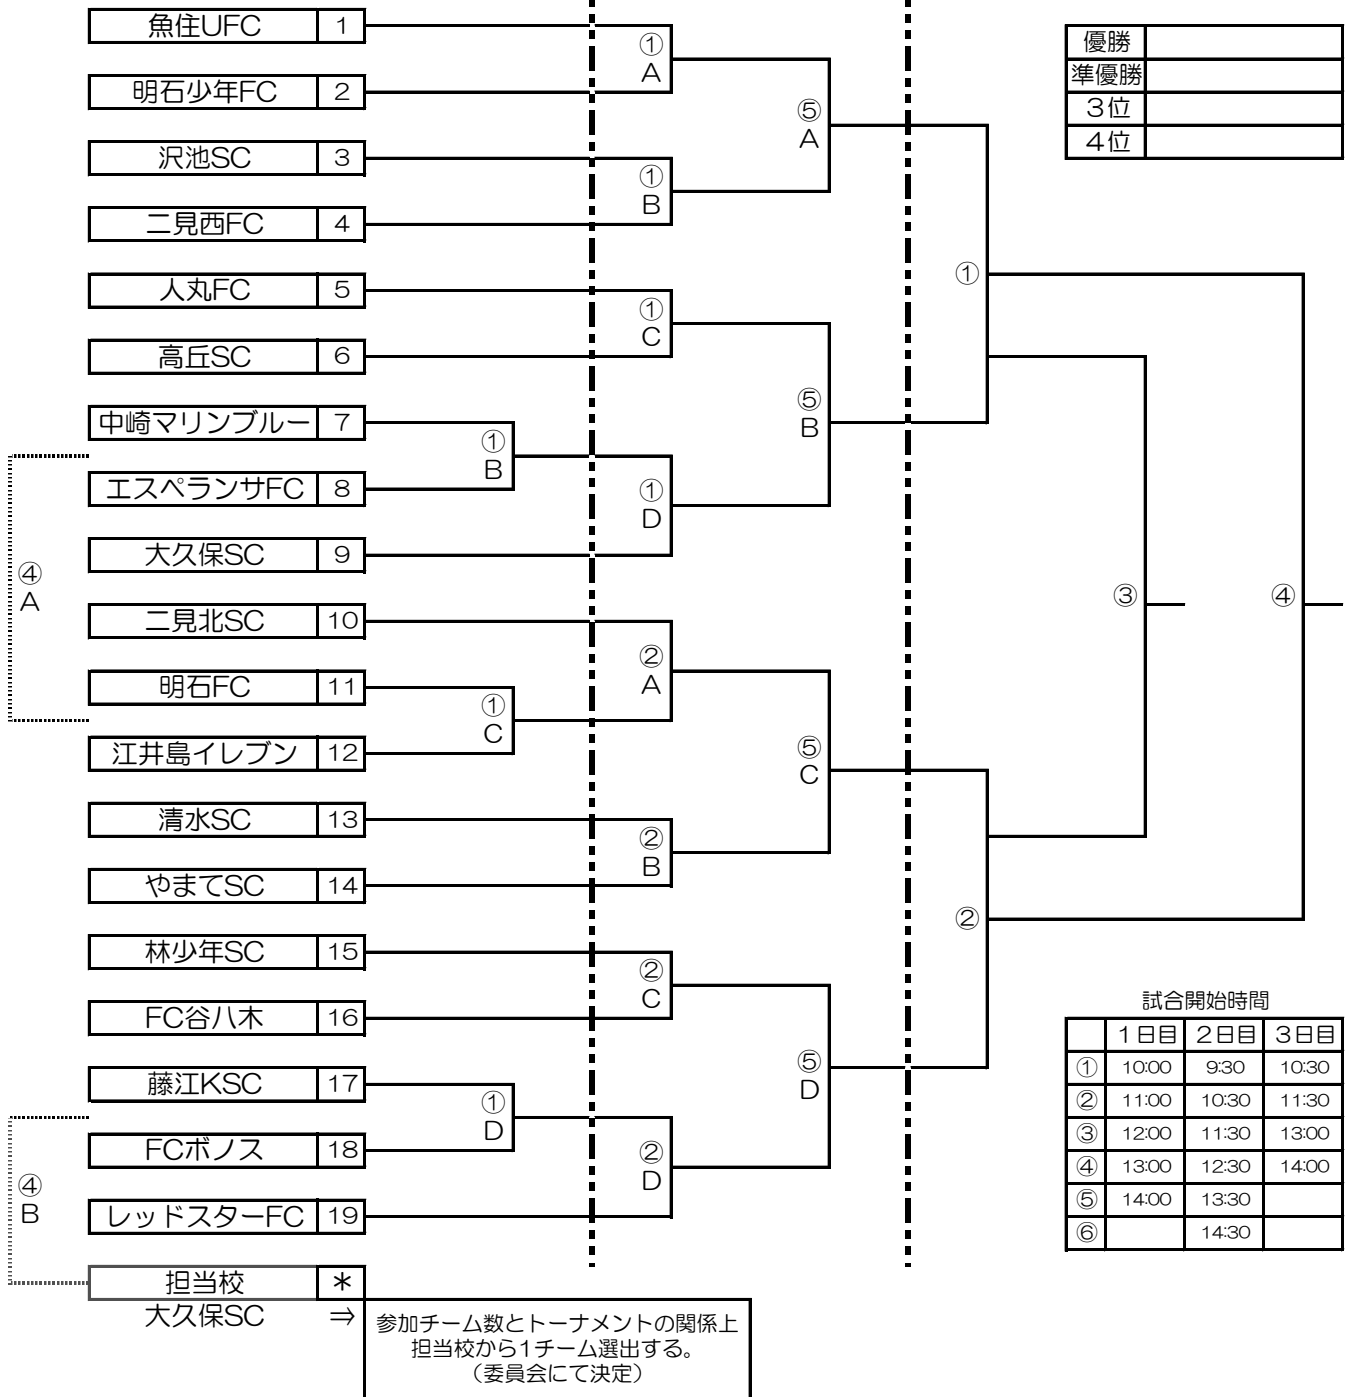 魚住UFC 1
明石少年FC 2
沢池SC 3
二見西FC 4
人丸FC 5
高丘SC 6
中崎マリンブルー 7
エスペランサFC 8
大久保SC 9
二見北SC 10
明石FC 11
江井島イレブン 12
清水SC 13
やまてSC 14
林少年SC 15
FC谷八木 16
藤江KSC 17
FCボノス 18
レッドスターFC 19
担当校 ＊
大久保SC ⇒
参加チーム数とトーナメントの関係上
担当校から1チーム選出する。
（委員会にて決定）
④
A
④
B
①
B
①
C
①
D
①
A
①
B
①
C
①
D
②
A
②
B
②
C
②
D
⑤
A
⑤
B
⑤
C
⑤
D
①
②
③
④
優勝
準優勝
３位
４位
試合開始時間
１日目 ２日目 ３日目
① 10:00 9:30 10:30
② 11:00 10:30 11:30
③ 12:00 11:30 13:00
④ 13:00 12:30 14:00
⑤ 14:00 13:30
⑥ 14:30